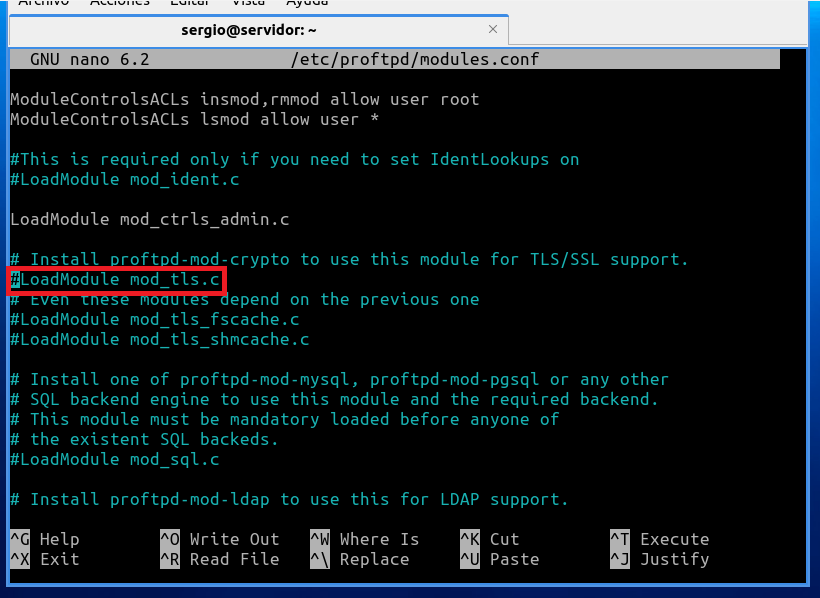 Archivo Acciones Editar Vista Ayuda
sergio@servidor: ~ ×
GNU nano 6.2 /etc/proftpd/modules.conf
ModuleControlsACLs insmod,rmmod allow user root
ModuleControlsACLs lsmod allow user *
#This is required only if you need to set IdentLookups on
#LoadModule mod_ident.c
LoadModule mod_ctrls_admin.c
# Install proftpd-mod-crypto to use this module for TLS/SSL support.
#LoadModule mod_tls.c
# Even these modules depend on the previous one
#LoadModule mod_tls_fscache.c
#LoadModule mod_tls_shmcache.c
# Install one of proftpd-mod-mysql, proftpd-mod-pgsql or any other
# SQL backend engine to use this module and the required backend.
# This module must be mandatory loaded before anyone of
# the existent SQL backeds.
#LoadModule mod_sql.c
# Install proftpd-mod-ldap to use this for LDAP support.
^G Help ^O Write Out ^W Where Is ^K Cut ^T Execute
^X Exit ^R Read File ^\ Replace ^U Paste ^J Justify